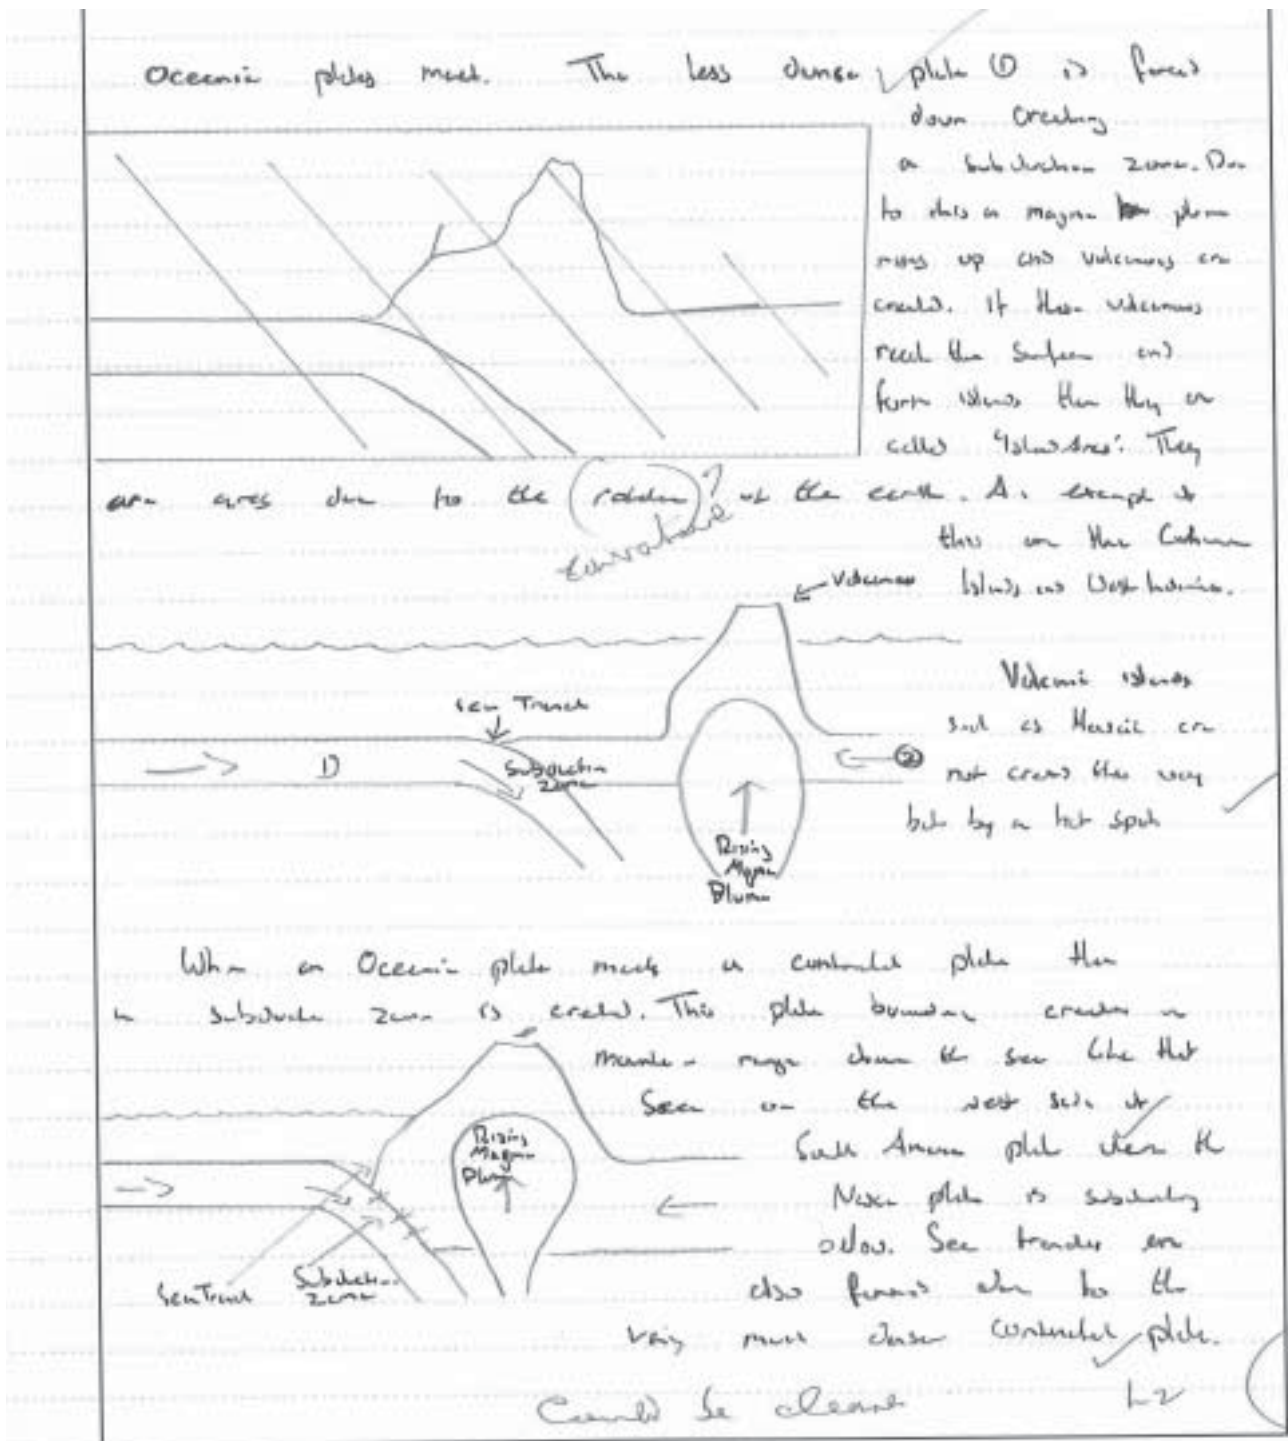 Oceanic plates meet. The less dense, plate ① is forced
down creating
a subduction zone. Due
to this a magma plume
rises up and volcanoes are
created. If these volcanoes
reach the surface and
form islands then they are
called "Island Arcs". They
are arcs due to the (rotation)? of the earth. An example of
curvature
this are the Islands and West Indies.
Volcanoes
Sea Trench
Subduction
Zone
1)
②
Rising
Magma
Plume
Volcanic islands
such as Hawaii are
not created this way
but by a hot spot
When an Oceanic plate meets a continental plate then
a subduction zone is created. This plate boundary creates a
mountain range down the sea like that
seen on the west side of
South America plate where the
Nazca plate is subducting
below. Sea trenches are
also formed due to the
very much denser continental plate.
Rising
Magma
Plume
Sea Trench
Subduction
Zone
Could be clearer
L2